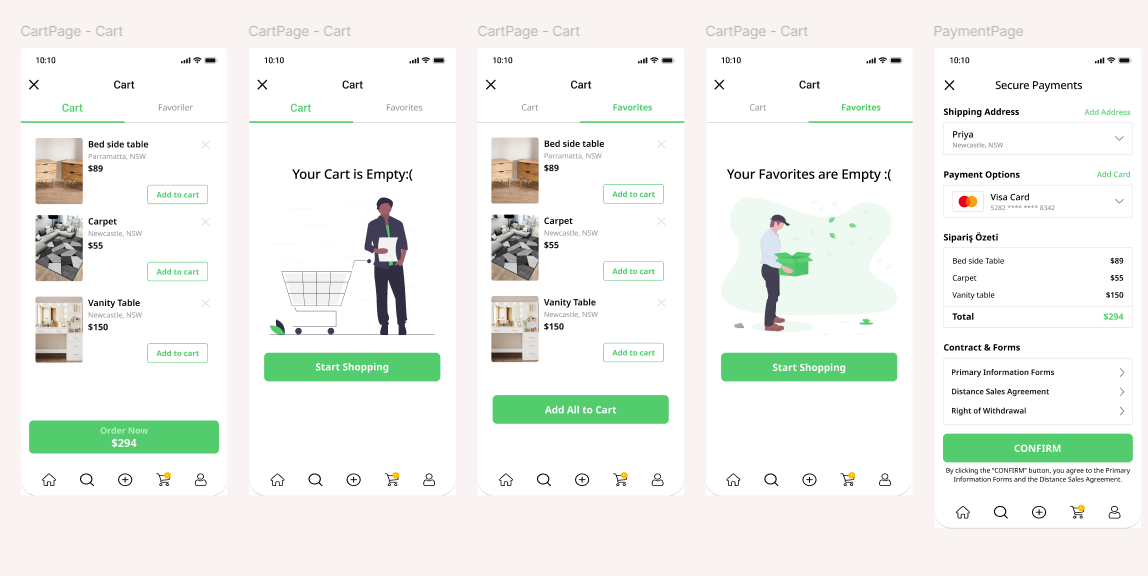 CartPage - Cart
10:10
Cart
Cart Favoriler
Bed side table
Parramatta, NSW
$89
Add to cart
Carpet
Newcastle, NSW
$55
Add to cart
Vanity Table
Newcastle, NSW
$150
Add to cart
Order Now
$294
CartPage - Cart
10:10
Cart
Cart Favorites
Your Cart is Empty:(
Start Shopping
CartPage - Cart
10:10
Cart
Cart Favorites
Bed side table
Parramatta, NSW
$89
Add to cart
Carpet
Newcastle, NSW
$55
Add to cart
Vanity Table
Newcastle, NSW
$150
Add to cart
Add All to Cart
CartPage - Cart
10:10
Cart
Cart Favorites
Your Favorites are Empty :(
Start Shopping
PaymentPage
10:10
Secure Payments
Shipping Address Add Address
Priya
Newcastle, NSW
Payment Options Add Card
Visa Card
5282 **** **** 8342
Sipariş Özeti
Bed side Table $89
Carpet $55
Vanity table $150
Total $294
Contract & Forms
Primary Information Forms
Distance Sales Agreement
Right of Withdrawal
CONFIRM
By clicking the "CONFIRM" button, you agree to the Primary
Information Forms and the Distance Sales Agreement.